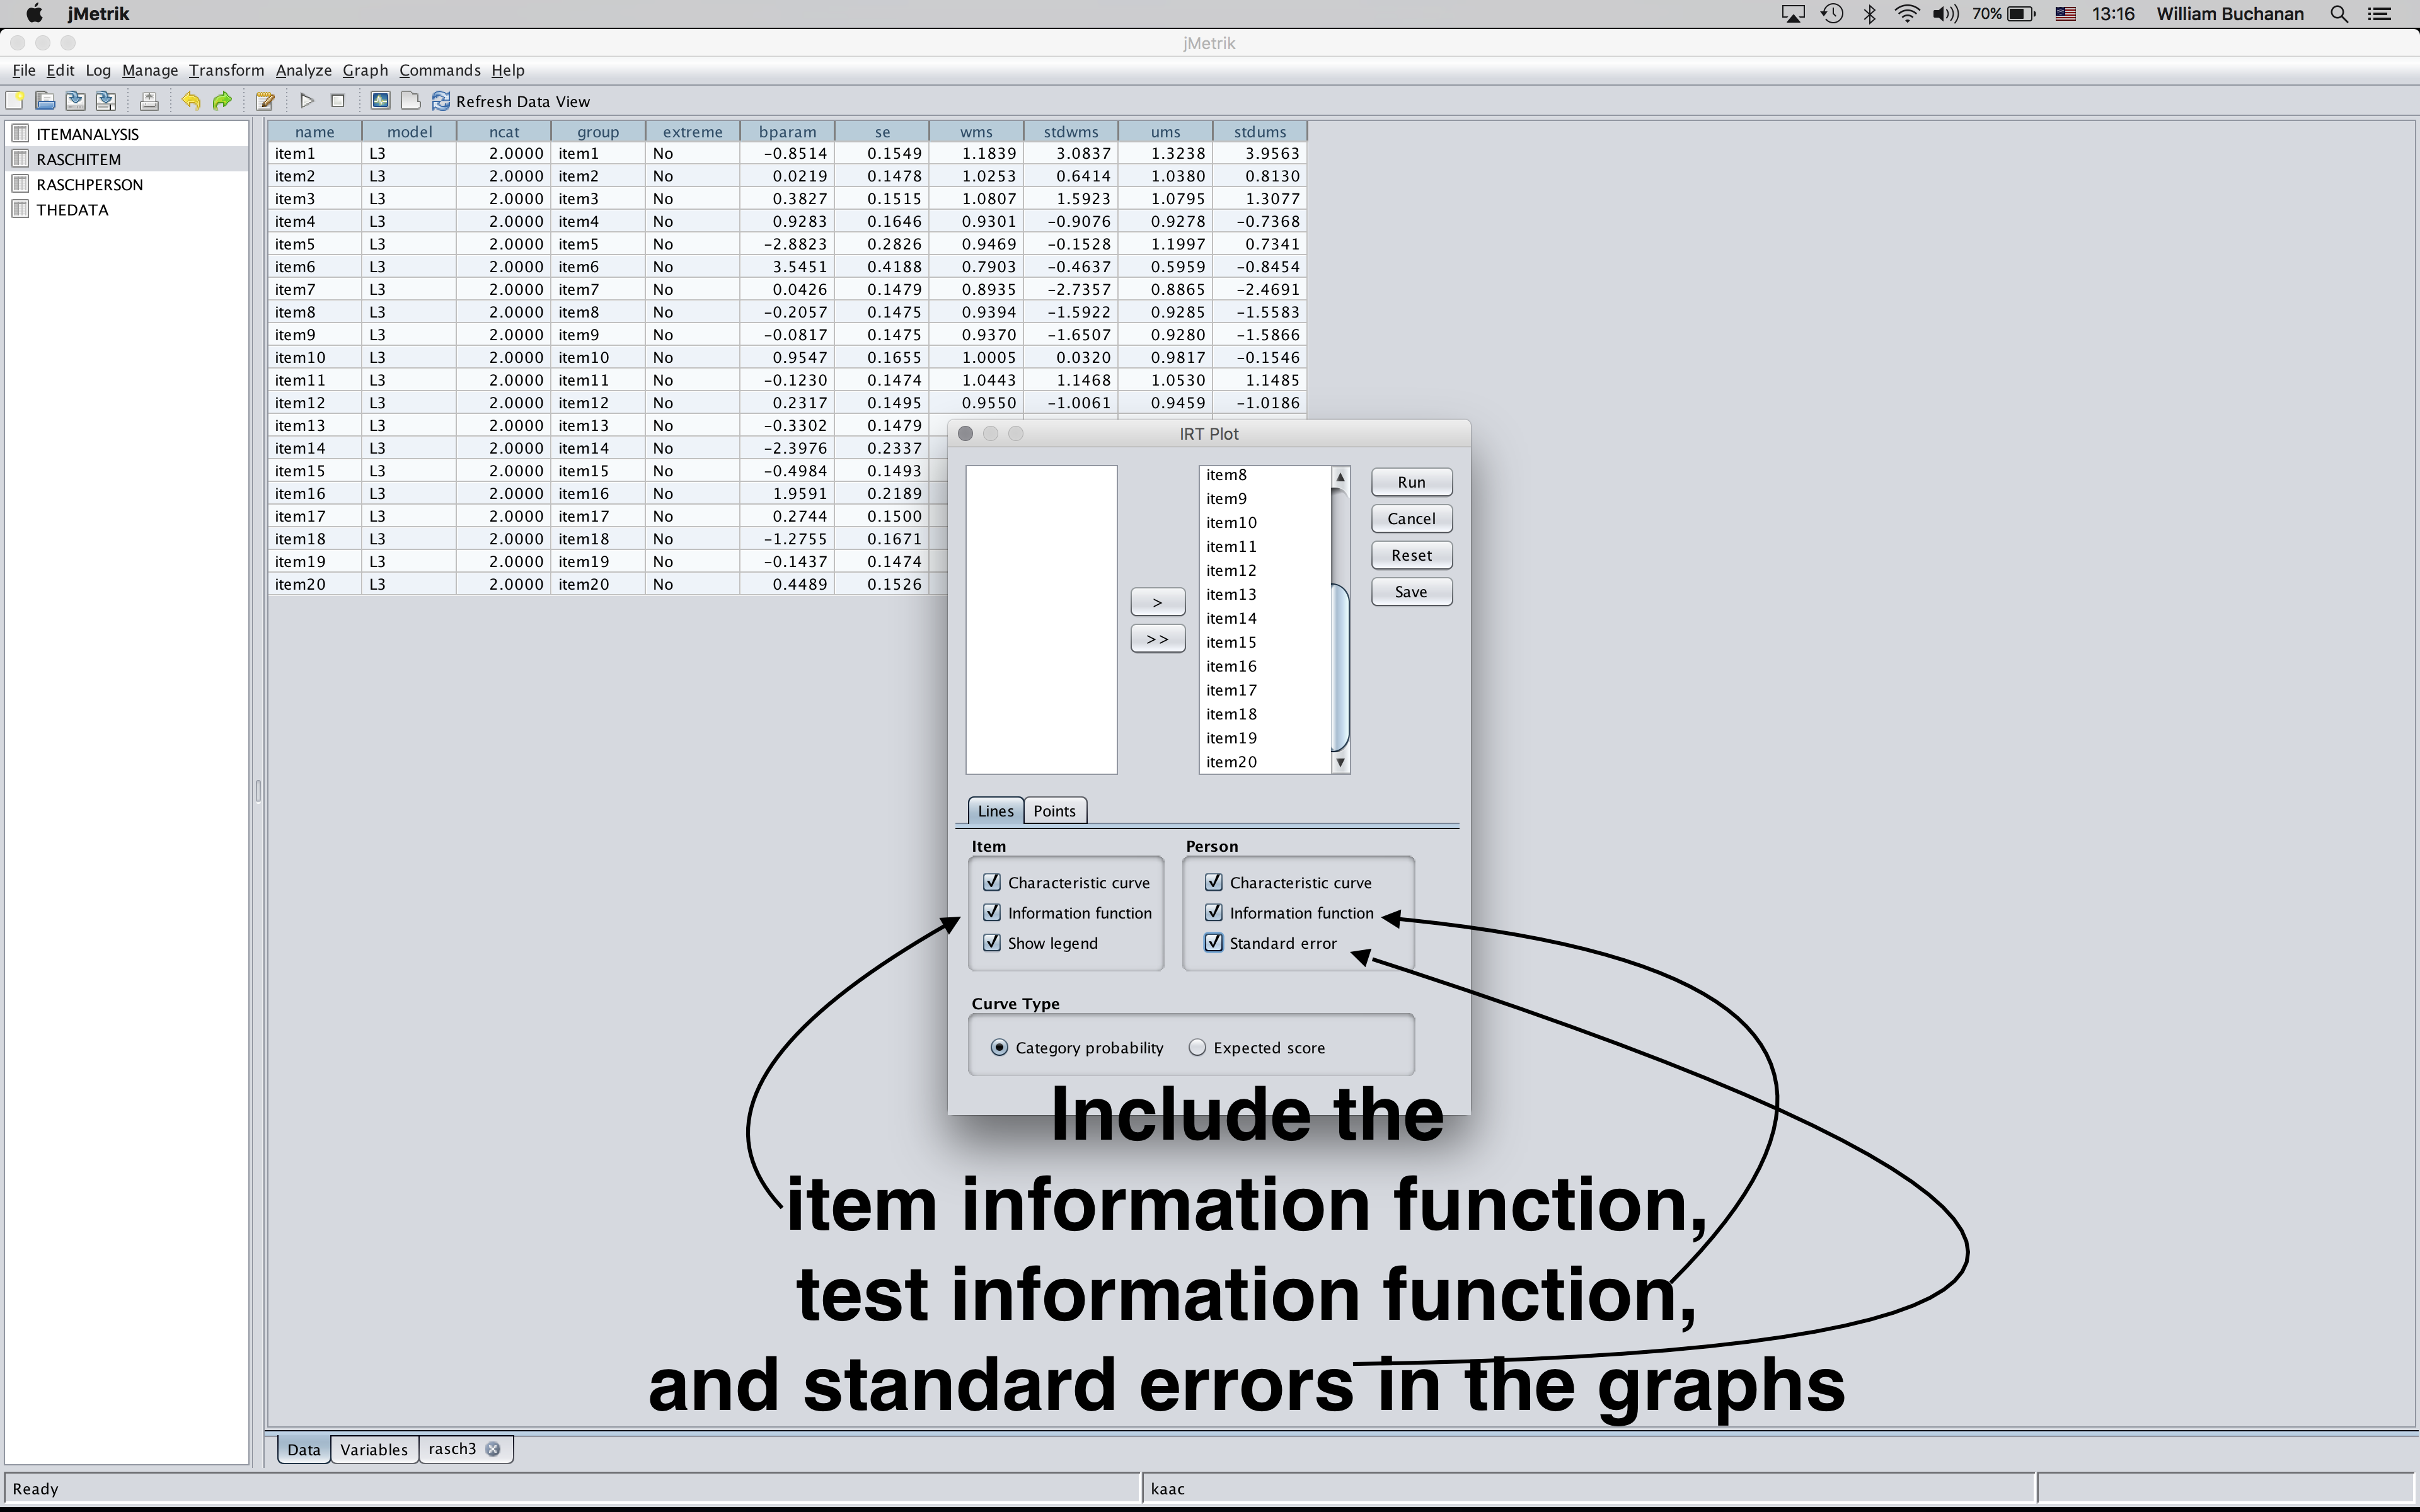 jMetrik
70%
13:16
William Buchanan
jMetrik
File Edit Log Manage Transform Analyze Graph Commands Help
Refresh Data View
ITEMANALYSIS
RASCHITEM
RASCHPERSON
THEDATA
name model ncat group extreme bparam se wms stdwms ums stdums
item1 L3 2.0000 item1 No −0.8514 0.1549 1.1839 3.0837 1.3238 3.9563
item2 L3 2.0000 item2 No 0.0219 0.1478 1.0253 0.6414 1.0380 0.8130
item3 L3 2.0000 item3 No 0.3827 0.1515 1.0807 1.5923 1.0795 1.3077
item4 L3 2.0000 item4 No 0.9283 0.1646 0.9301 −0.9076 0.9278 −0.7368
item5 L3 2.0000 item5 No −2.8823 0.2826 0.9469 −0.1528 1.1997 0.7341
item6 L3 2.0000 item6 No 3.5451 0.4188 0.7903 −0.4637 0.5959 −0.8454
item7 L3 2.0000 item7 No 0.0426 0.1479 0.8935 −2.7357 0.8865 −2.4691
item8 L3 2.0000 item8 No −0.2057 0.1475 0.9394 −1.5922 0.9285 −1.5583
item9 L3 2.0000 item9 No −0.0817 0.1475 0.9370 −1.6507 0.9280 −1.5866
item10 L3 2.0000 item10 No 0.9547 0.1655 1.0005 0.0320 0.9817 −0.1546
item11 L3 2.0000 item11 No −0.1230 0.1474 1.0443 1.1468 1.0530 1.1485
item12 L3 2.0000 item12 No 0.2317 0.1495 0.9550 −1.0061 0.9459 −1.0186
item13 L3 2.0000 item13 No −0.3302 0.1479
item14 L3 2.0000 item14 No −2.3976 0.2337
item15 L3 2.0000 item15 No −0.4984 0.1493
item16 L3 2.0000 item16 No 1.9591 0.2189
item17 L3 2.0000 item17 No 0.2744 0.1500
item18 L3 2.0000 item18 No −1.2755 0.1671
item19 L3 2.0000 item19 No −0.1437 0.1474
item20 L3 2.0000 item20 No 0.4489 0.1526
IRT Plot
item8
item9
item10
item11
item12
item13
item14
item15
item16
item17
item18
item19
item20
>
>>
Run
Cancel
Reset
Save
Lines Points
Item
Characteristic curve
Information function
Show legend
Person
Characteristic curve
Information function
Standard error
Curve Type
Category probability Expected score
Include the
item information function,
test information function,
and standard errors in the graphs
Data Variables rasch3
Ready
kaac